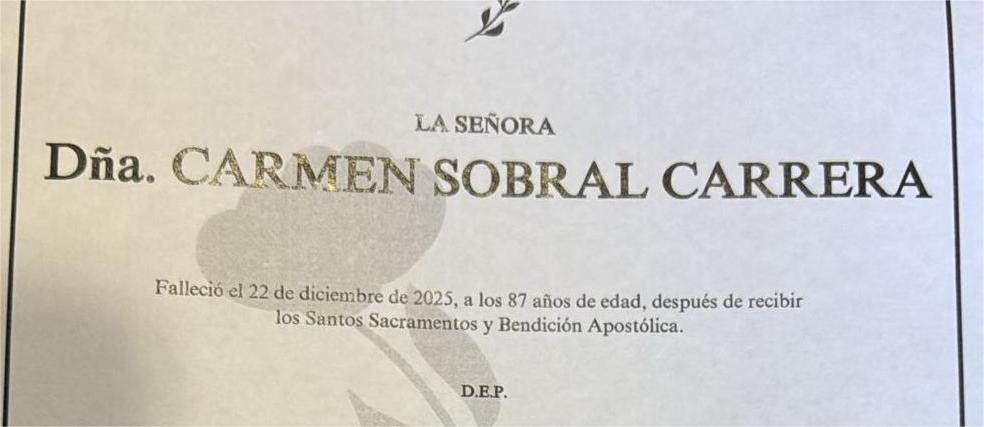 LA SEÑORA
Dña. CARMEN SOBRAL CARRERA
Falleció el 22 de diciembre de 2025, a los 87 años de edad, después de recibir
los Santos Sacramentos y Bendición Apostólica.
D.E.P.